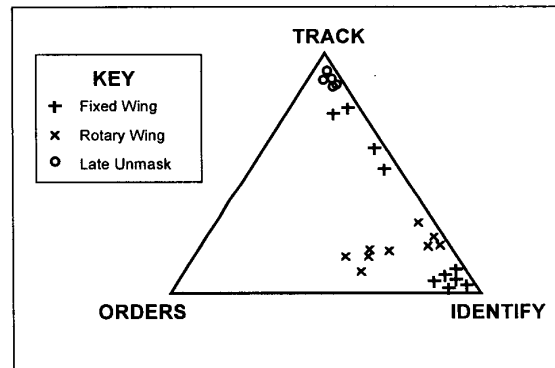 TRACK
KEY
Fixed Wing
Rotary Wing
Late Unmask
ORDERS
IDENTIFY